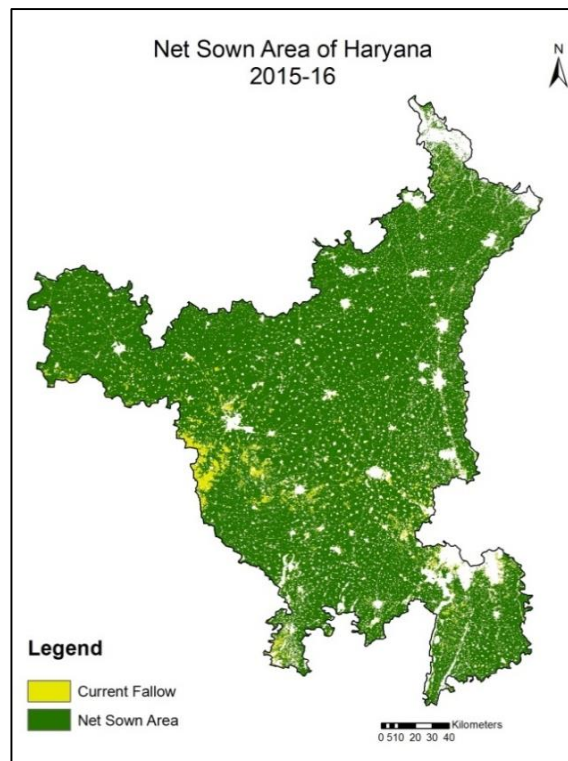 Net Sown Area of Haryana
2015-16
N
Legend
Current Fallow
Net Sown Area
Kilometers
0 510 20 30 40